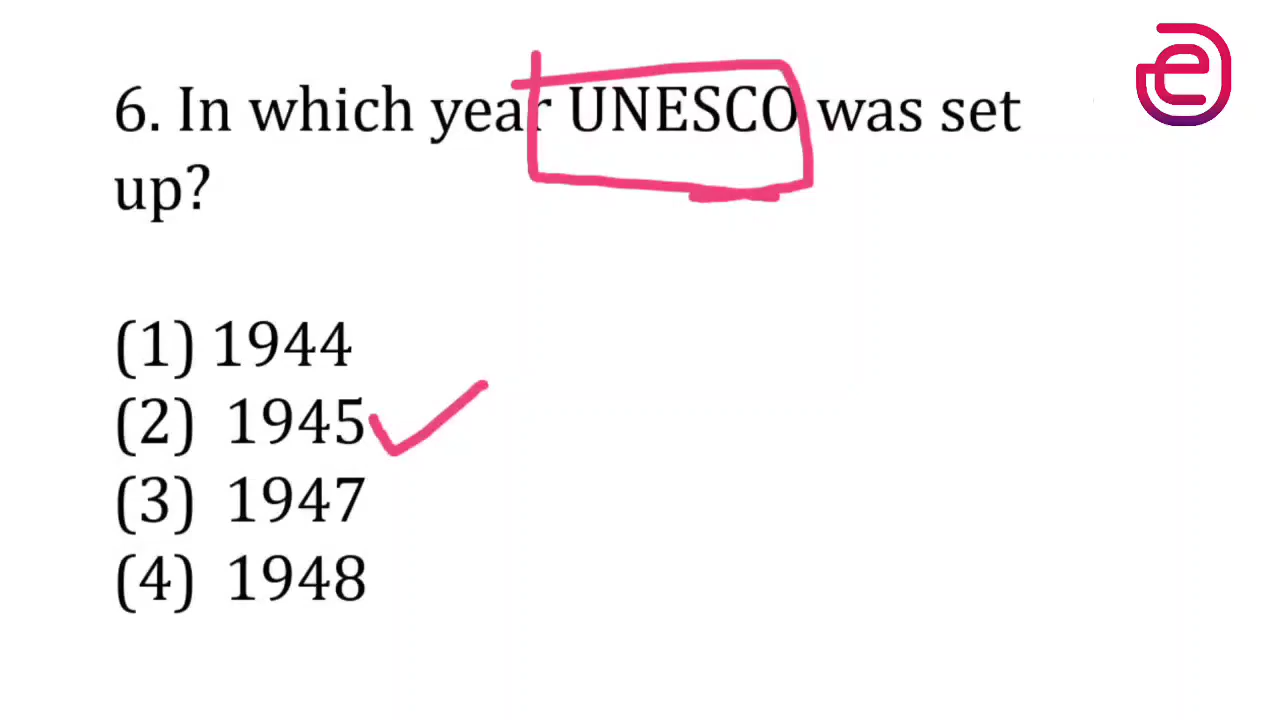 6. In which year UNESCO was set
up?
(1) 1944
(2) 1945
(3) 1947
(4) 1948